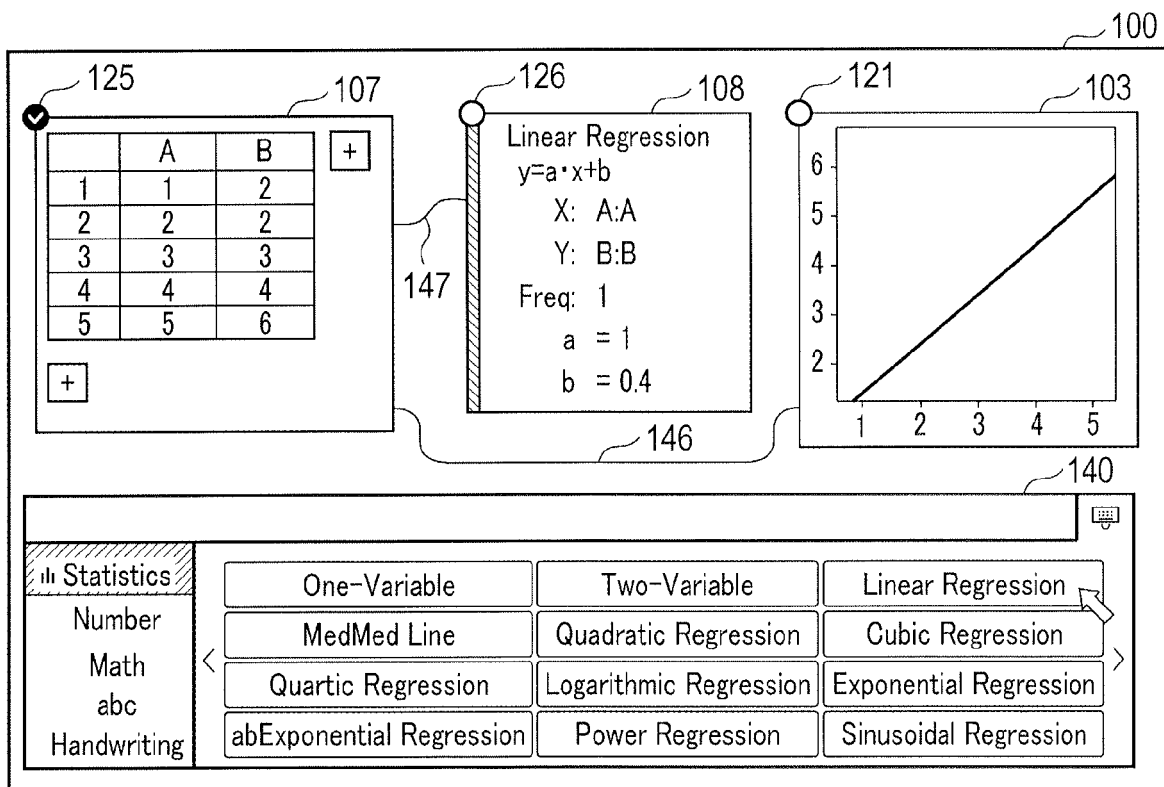 100
125
107
A B
1 1 2
2 2 2
3 3 3
4 4 4
5 5 6
+
+
147
126
108
Linear Regression
y=a·x+b
X: A:A
Y: B:B
Freq: 1
a = 1
b = 0.4
121
103
6
5
4
3
2
1 2 3 4 5
146
140
Statistics
Number
Math
abc
Handwriting
<
One-Variable Two-Variable Linear Regression
MedMed Line Quadratic Regression Cubic Regression
Quartic Regression Logarithmic Regression Exponential Regression
abExponential Regression Power Regression Sinusoidal Regression
>